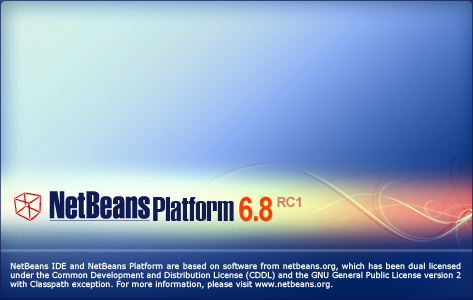 NetBeans Platform 6.8 RC1
NetBeans IDE and NetBeans Platform are based on software from netbeans.org, which has been dual licensed
under the Common Development and Distribution License (CDDL) and the GNU General Public License version 2
with Classpath exception. For more information, please visit www.netbeans.org.